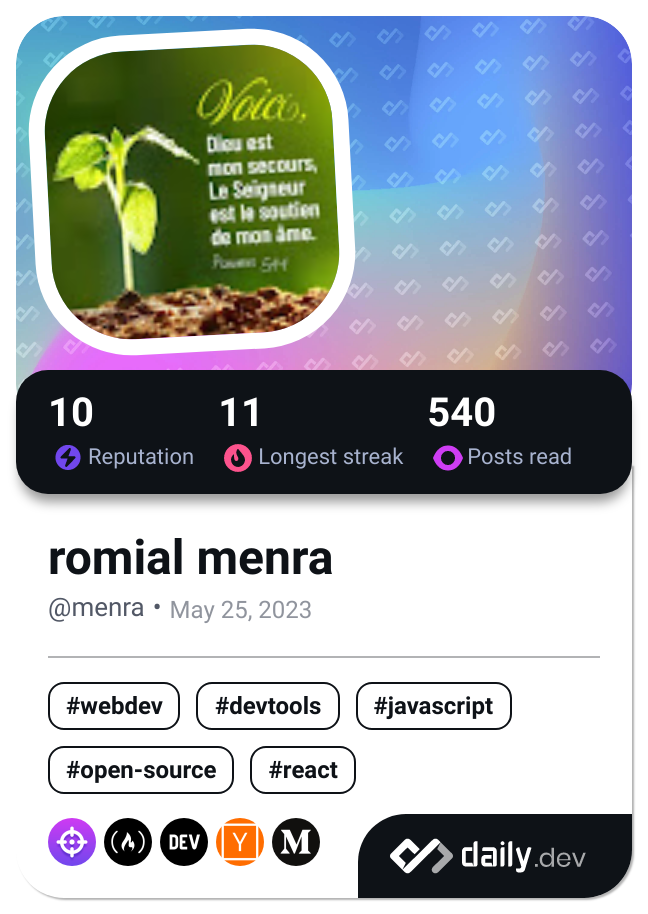 Voici,
Dieu est
mon secours,
Le Seigneur
est le soutien
de mon âme.
Psaumes 54:4
10 11 540
Reputation Longest streak Posts read
romial menra
@menra • May 25, 2023
#webdev #devtools #javascript
#open-source #react
DEV Y M
daily.dev